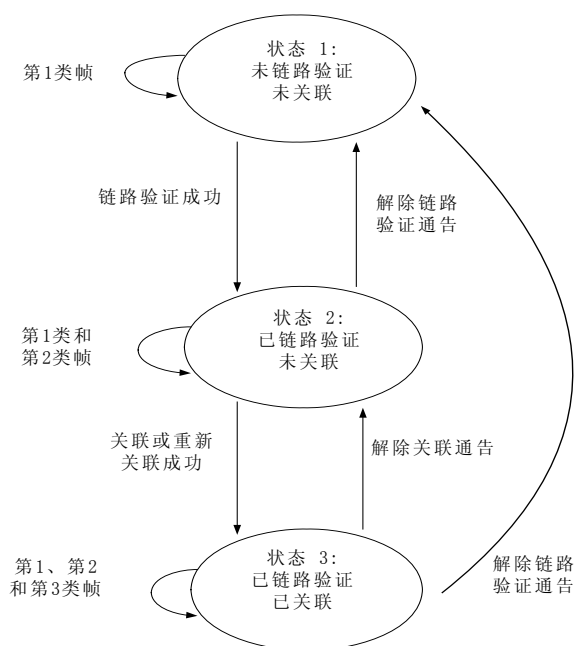 状态 1:
未链路验证
未关联
第1类帧
链路验证成功
解除链路
验证通告
状态 2:
已链路验证
未关联
第1类和
第2类帧
关联或重新
关联成功
解除关联通告
状态 3:
已链路验证
已关联
第1、第2
和第3类帧
解除链路
验证通告